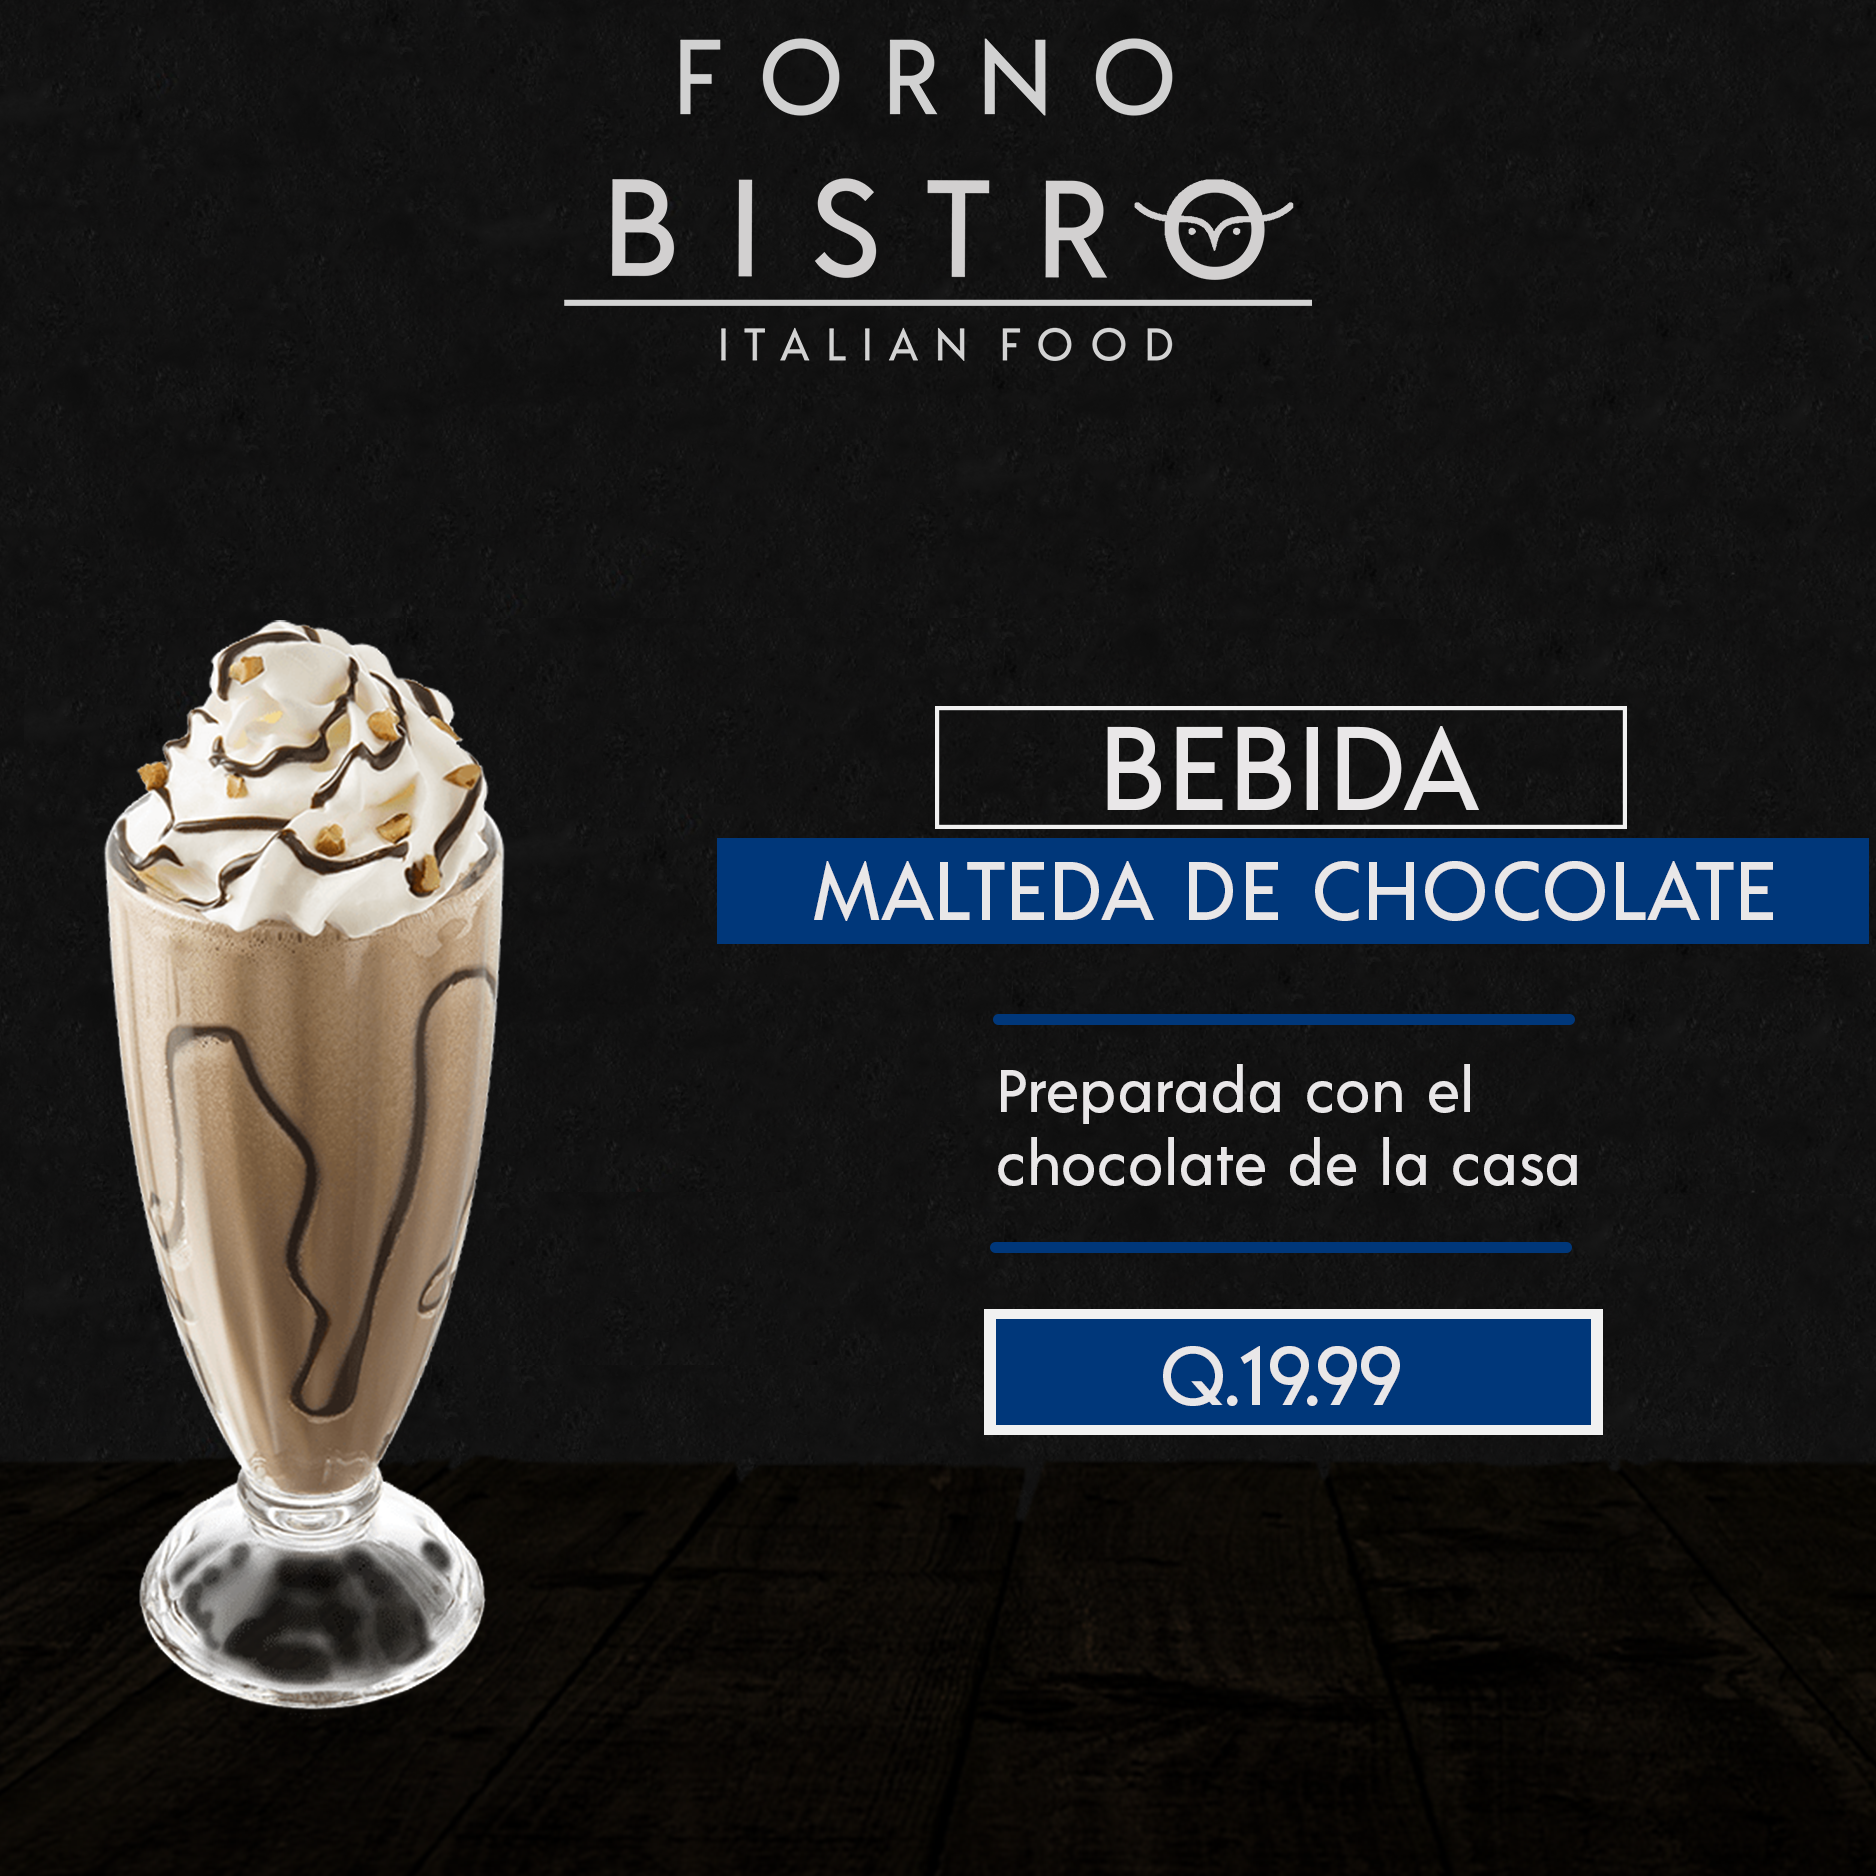 FORNO
BISTRO
ITALIAN FOOD
BEBIDA
MALTEDA DE CHOCOLATE
Preparada con el
chocolate de la casa
Q.19.99